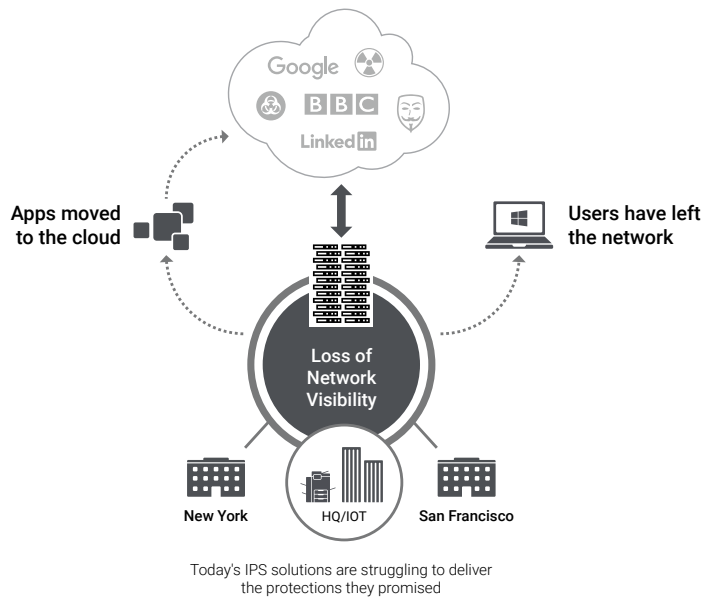 Google
BBC
LinkedIn
Apps moved
to the cloud
Users have left
the network
Loss of
Network
Visibility
New York
HQ/IOT
San Francisco
Today's IPS solutions are struggling to deliver
the protections they promised